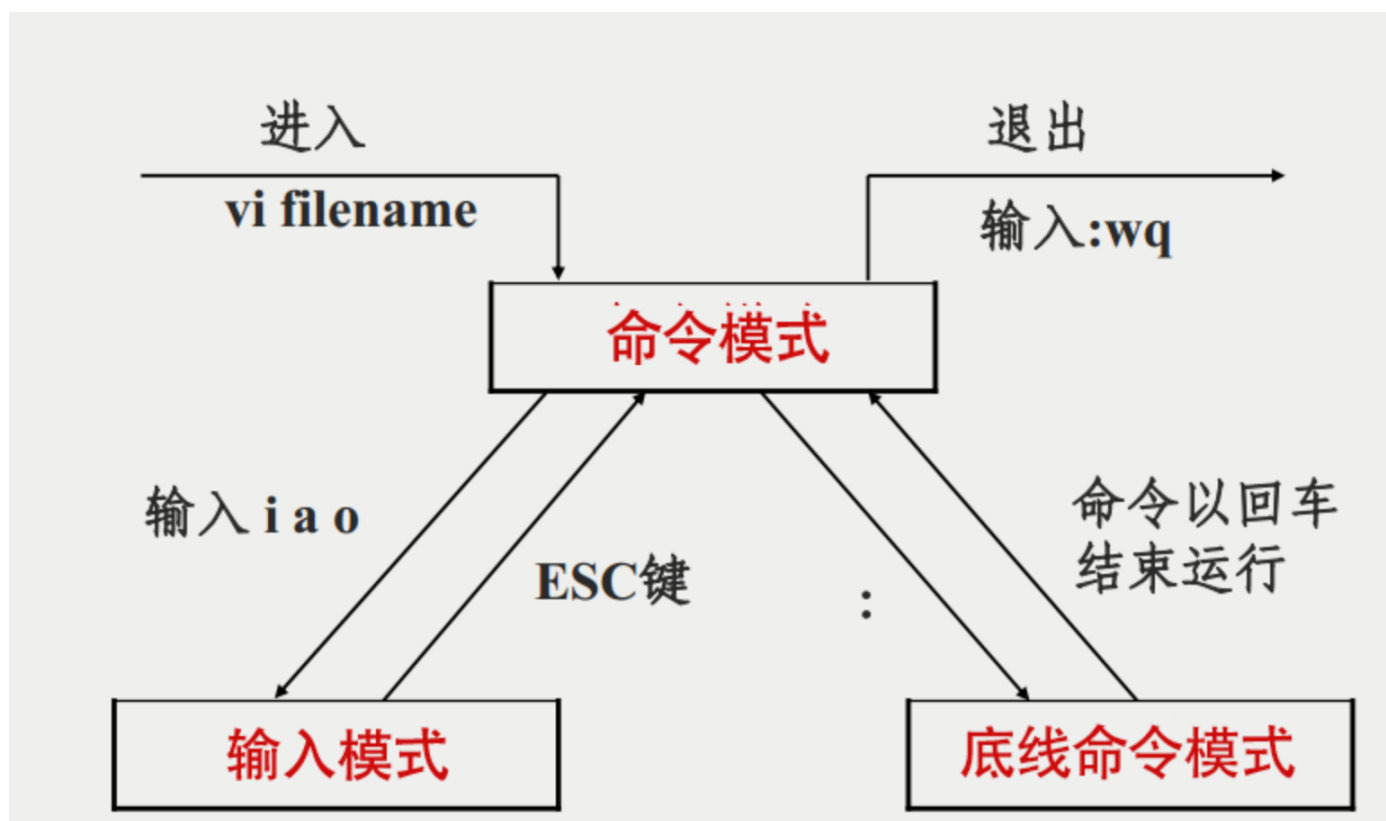 进入
vi filename
退出
输入:wq
命令模式
输入 i a o
ESC键
:
命令以回车
结束运行
输入模式
底线命令模式